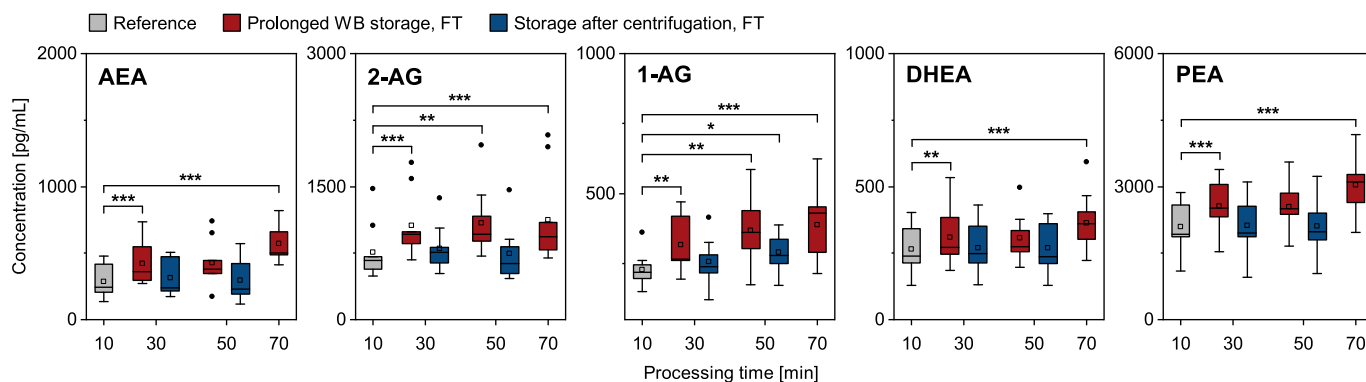 Reference Prolonged WB storage, FT Storage after centrifugation, FT
Concentration [pg/mL]
AEA
2000
1000
0
***
***
10 30 50 70
2-AG
3000
1500
0
***
**
***
10 30 50 70
1-AG
1000
500
0
***
*
**
**
10 30 50 70
DHEA
1000
500
0
***
**
10 30 50 70
PEA
6000
3000
0
***
***
10 30 50 70
Processing time [min]